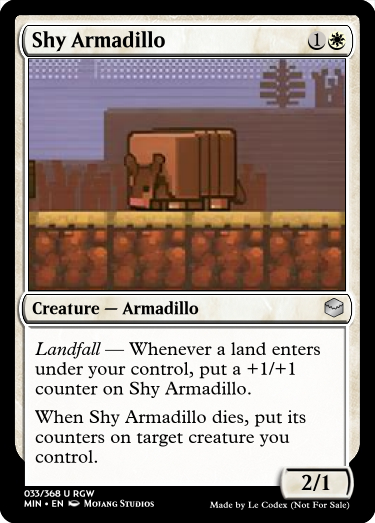 Shy Armadillo 1
Creature — Armadillo
Landfall — Whenever a land enters
under your control, put a +1/+1
counter on Shy Armadillo.
When Shy Armadillo dies, put its
counters on target creature you
control.
2/1
033/368 U RGW
MIN • EN Mojang Studios
Made by Le Codex (Not For Sale)